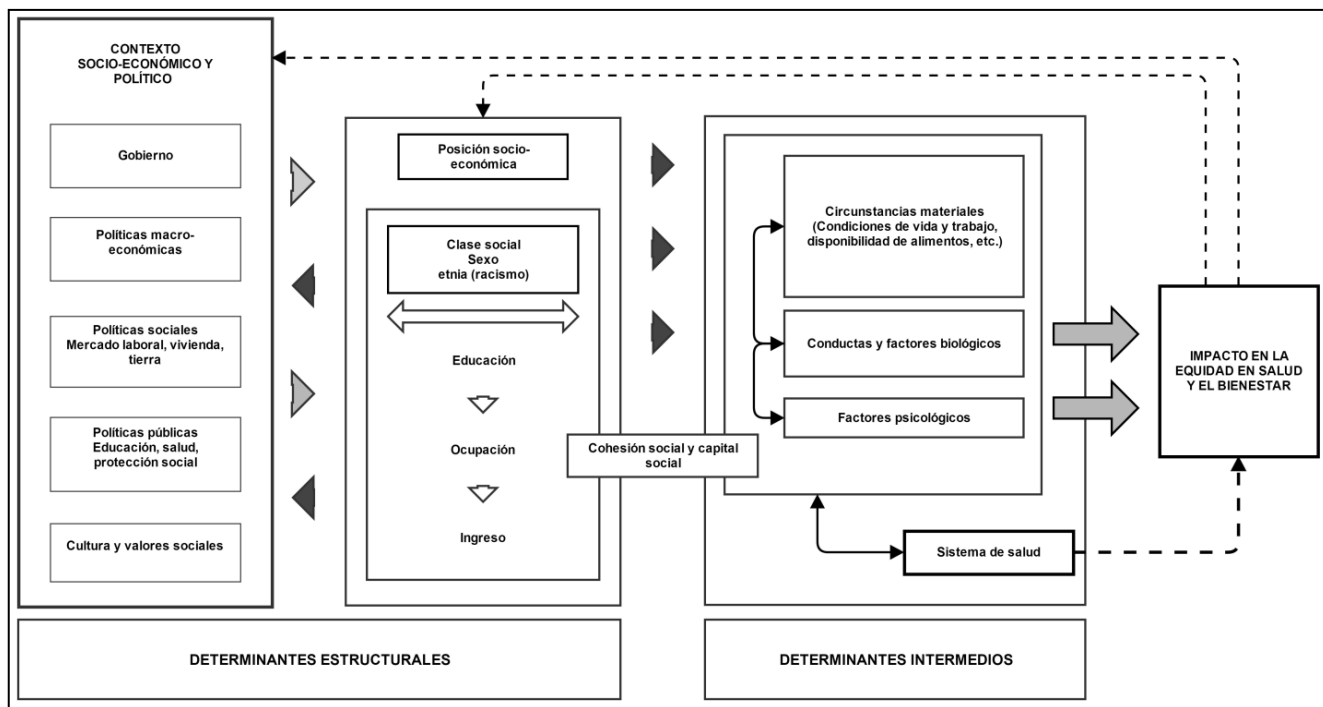 CONTEXTO
SOCIO-ECONÓMICO Y
POLÍTICO
Gobierno
Políticas macro-
económicas
Políticas sociales
Mercado laboral, vivienda,
tierra
Políticas públicas
Educación, salud,
protección social
Cultura y valores sociales
Posición socio-
económica
Clase social
Sexo
etnia (racismo)
Educación
Ocupación
Ingreso
Cohesión social y capital
social
Circunstancias materiales
(Condiciones de vida y trabajo,
disponibilidad de alimentos, etc.)
Conductas y factores biológicos
Factores psicológicos
Sistema de salud
IMPACTO EN LA
EQUIDAD EN SALUD
Y EL BIENESTAR
DETERMINANTES ESTRUCTURALES
DETERMINANTES INTERMEDIOS